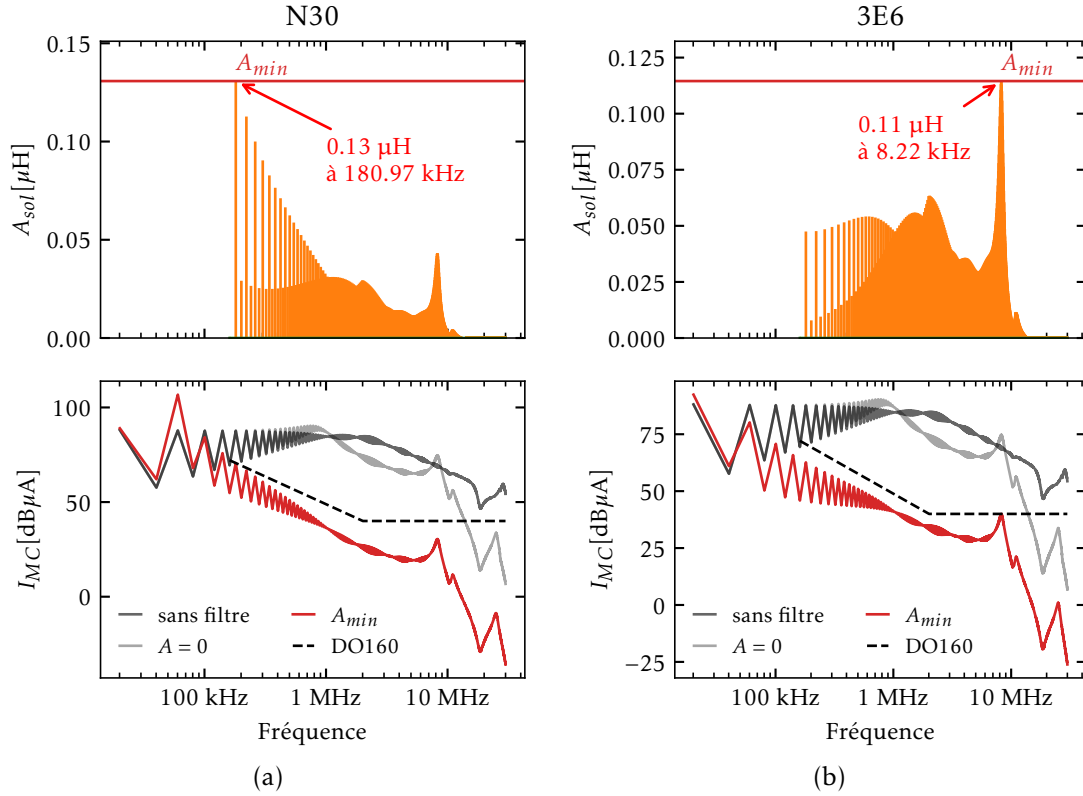 N30
0.15
0.10
0.05
0.00
A_sol[µH]
A_min
0.13 µH
à 180.97 kHz
3E6
0.125
0.100
0.075
0.050
0.025
0.000
A_sol[µH]
A_min
0.11 µH
à 8.22 kHz
100
50
0
I_MC[dBµA]
sans filtre
A = 0
A_min
DO160
100 kHz
1 MHz
10 MHz
Fréquence
(a)
75
50
25
0
−25
I_MC[dBµA]
sans filtre
A = 0
A_min
DO160
100 kHz
1 MHz
10 MHz
Fréquence
(b)